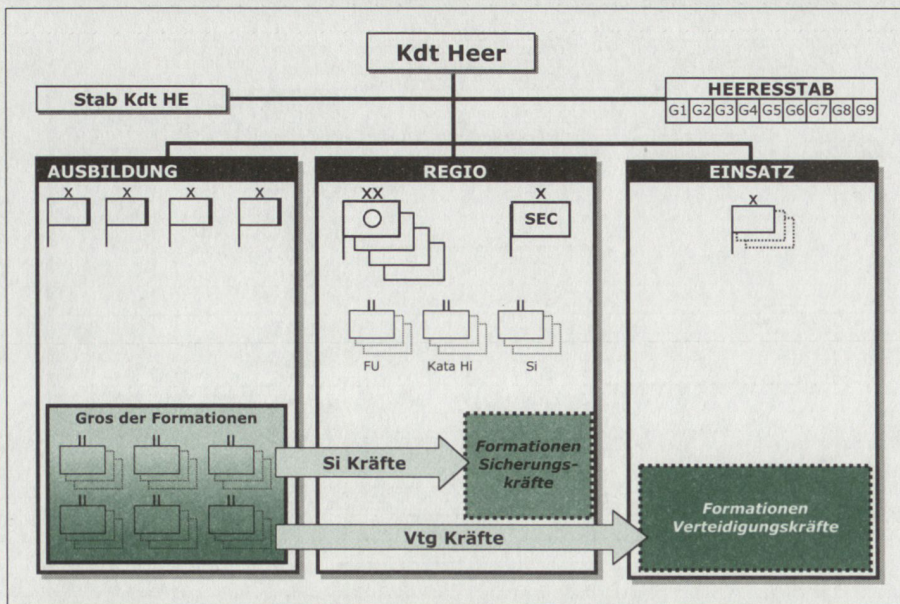 Kdt Heer
Stab Kdt HE
HEERESSTAB
G1 G2 G3 G4 G5 G6 G7 G8 G9
AUSBILDUNG
X X X X
REGIO
XX X
SEC
II II II
FU Kata Hi Si
EINSATZ
X
Gros der Formationen
II II II
II II II
Si Kräfte
Formationen
Sicherungs-
kräfte
Vtg Kräfte
Formationen
Verteidigungskräfte